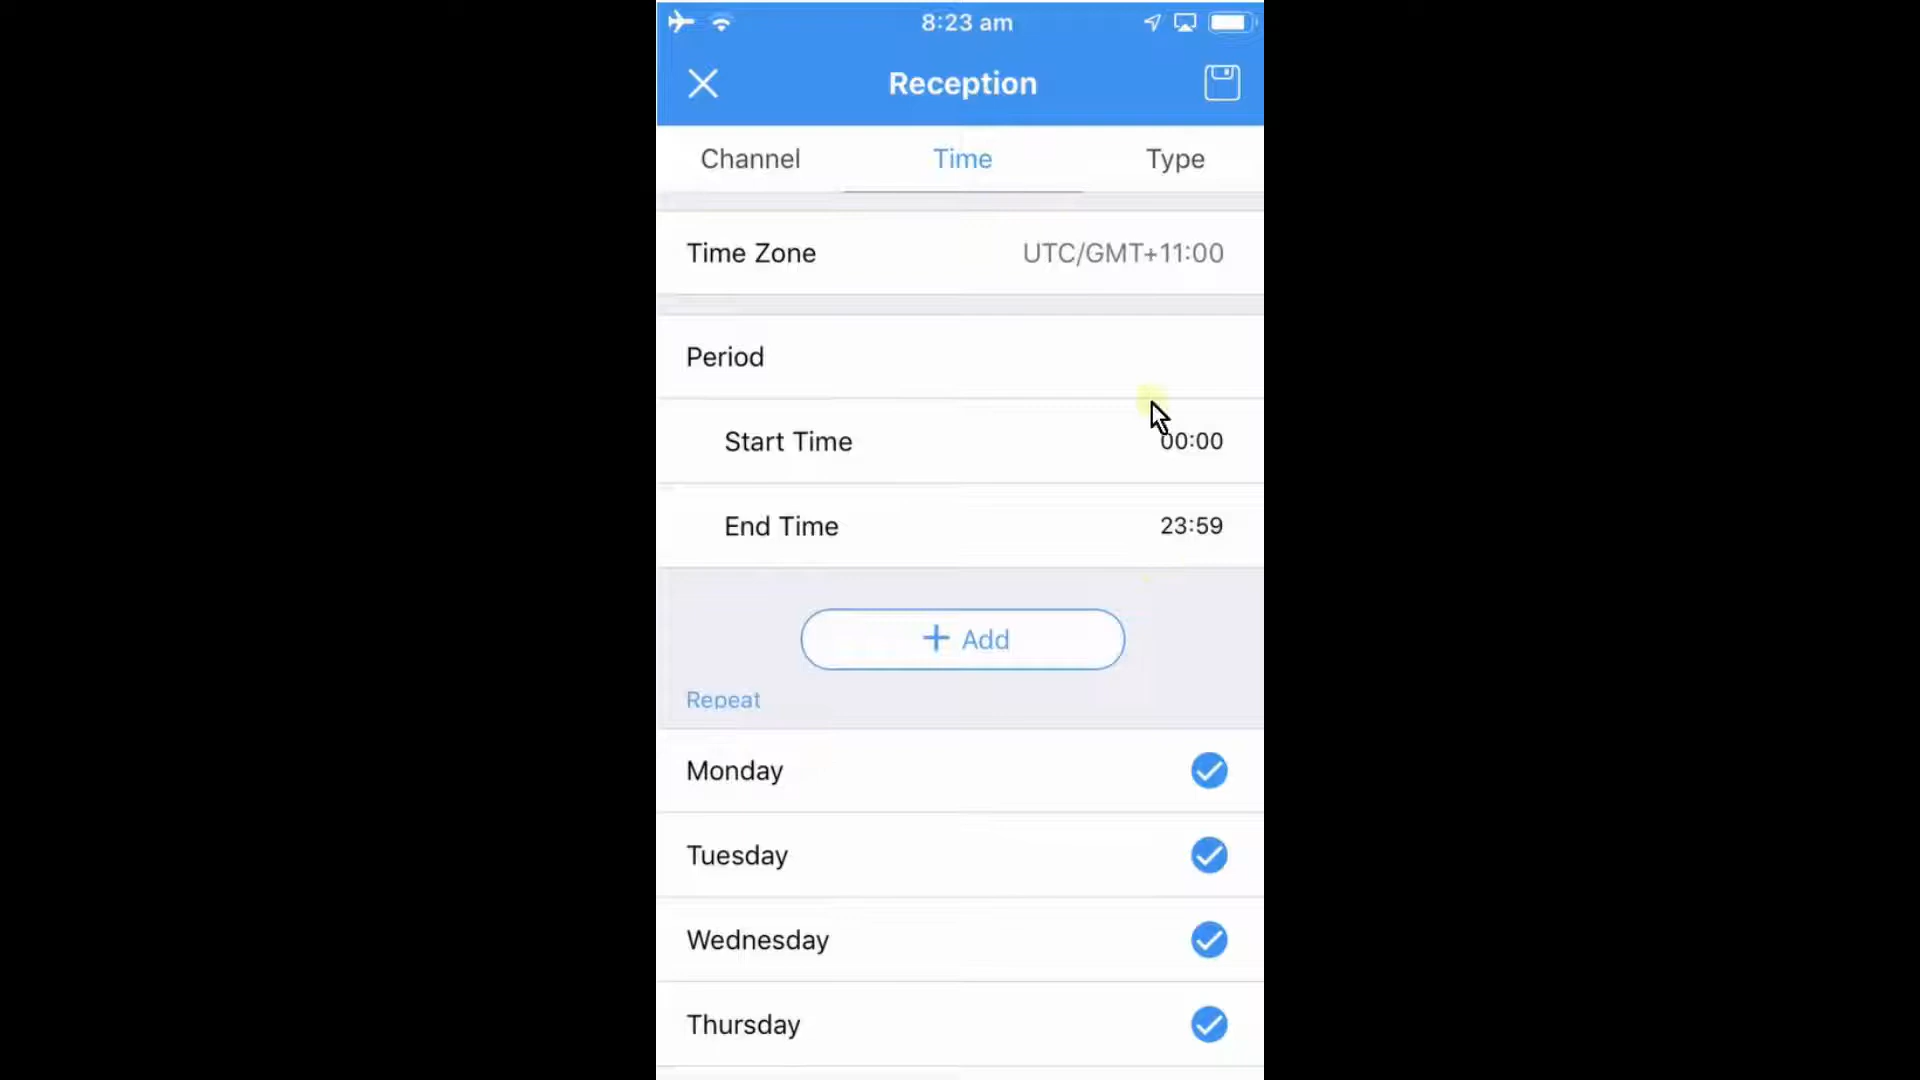 8:23 am
Reception
Channel Time Type
Time Zone UTC/GMT+11:00
Period
Start Time 00:00
End Time 23:59
+ Add
Repeat
Monday
Tuesday
Wednesday
Thursday